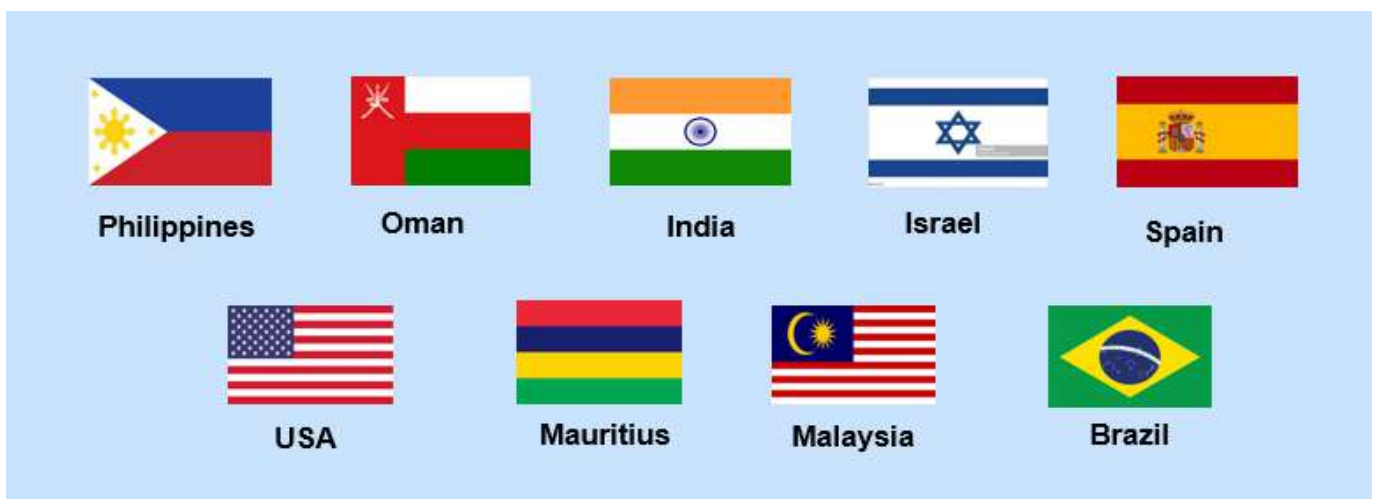 Philippines
Oman
India
Israel
Spain
USA
Mauritius
Malaysia
Brazil